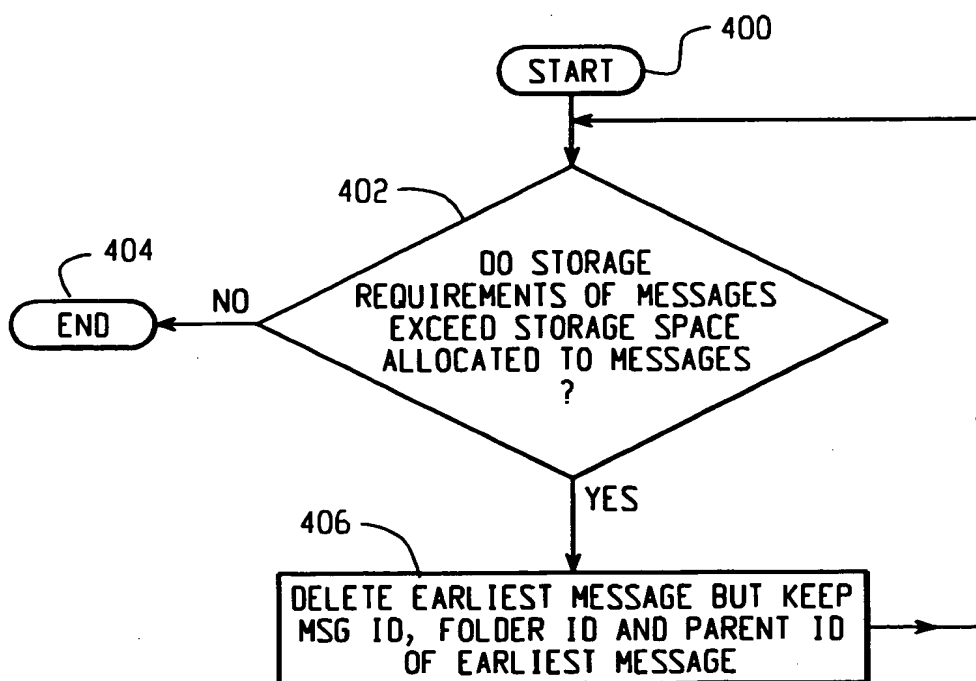 400
START
402
DO STORAGE
REQUIREMENTS OF MESSAGES
EXCEED STORAGE SPACE
ALLOCATED TO MESSAGES
?
404
END
NO
YES
406
DELETE EARLIEST MESSAGE BUT KEEP
MSG ID, FOLDER ID AND PARENT ID
OF EARLIEST MESSAGE